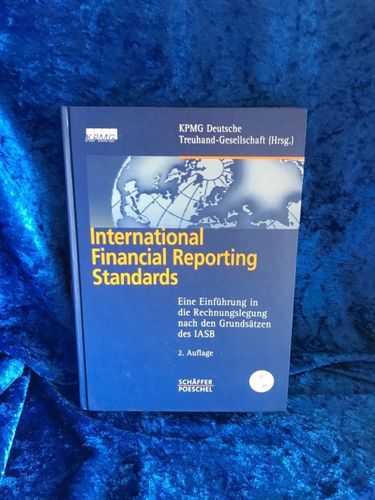 KPMG
KPMG Deutsche
Treuhand-Gesellschaft (Hrsg.)
International
Financial Reporting
Standards
Eine Einführung in
die Rechnungslegung
nach den Grundsätzen
des IASB
2. Auflage
SCHÄFFER
POESCHEL